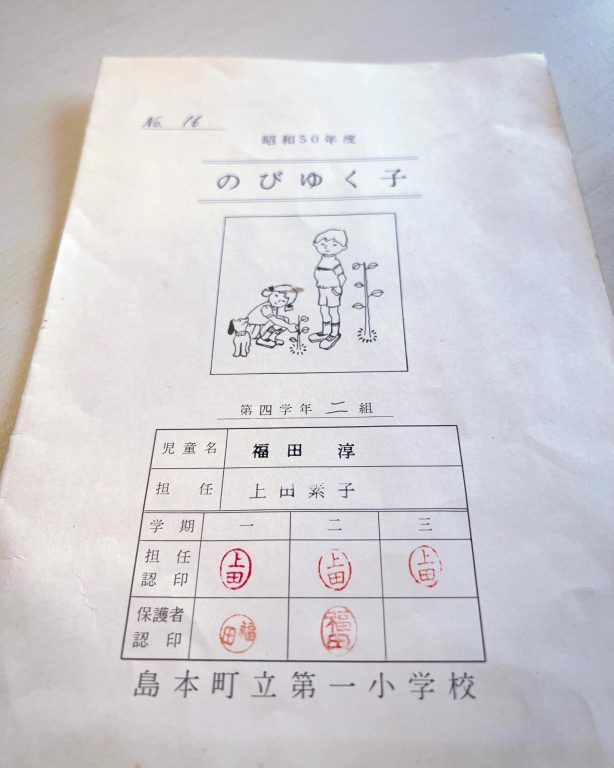 No. 16
昭和50年度
のびゆく子
第四学年 二組
児童名 福田 淳
担任 上田素子
学期 一 二 三
担任認印 上田 上田 上田
保護者認印 福田 福田
島本町立第一小学校